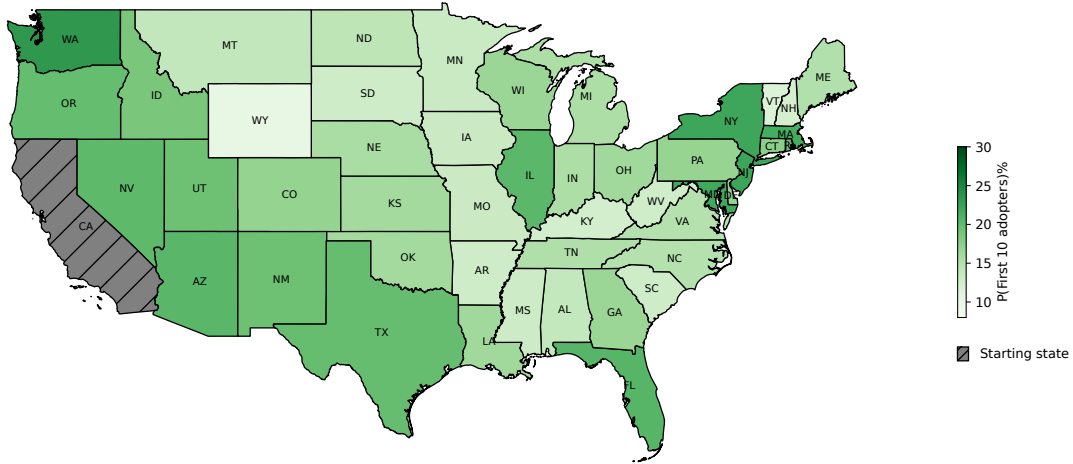 WA
MT
ND
MN
ME
OR
ID
SD
WI
MI
VT
NH
WY
NY
MA
IA
NE
CT
PA
NV
UT
CO
IL
IN
OH
NJ
KS
MO
WV
MD
CA
KY
VA
OK
TN
NC
AZ
NM
AR
SC
MS
AL
GA
TX
LA
FL
30
25
20
15
10
P(First 10 adopters)%
Starting state